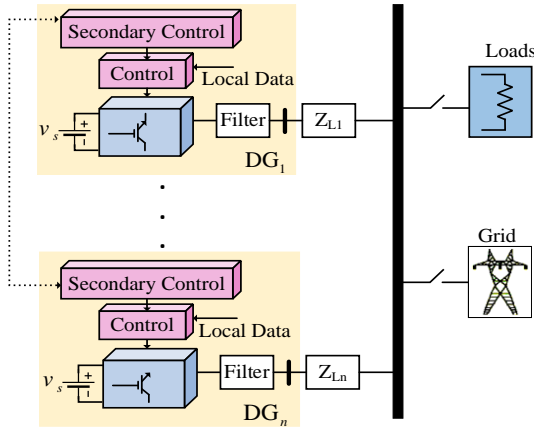 Secondary Control
Control
Local Data
v_s
+
-
Filter
Z_L1
DG_1
Loads
Grid
Secondary Control
Control
Local Data
v_s
+
-
Filter
Z_Ln
DG_n